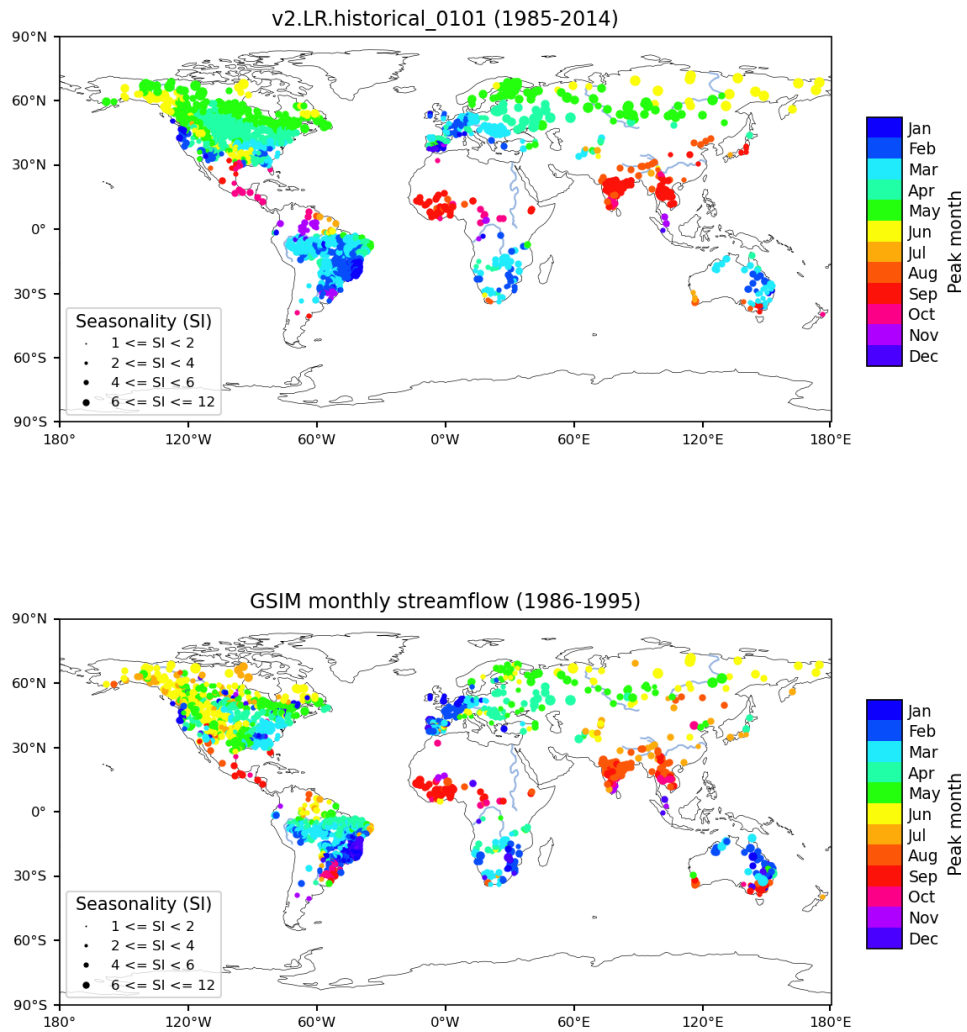 v2.LR.historical_0101 (1985-2014)
90°N
60°N
30°N
0°
30°S
60°S
90°S
180°
120°W
60°W
0°W
60°E
120°E
180°E
Seasonality (SI)
1 <= SI < 2
2 <= SI < 4
4 <= SI < 6
6 <= SI <= 12
Jan
Feb
Mar
Apr
May
Jun
Jul
Aug
Sep
Oct
Nov
Dec
Peak month
GSIM monthly streamflow (1986-1995)
90°N
60°N
30°N
0°
30°S
60°S
90°S
180°
120°W
60°W
0°W
60°E
120°E
180°E
Seasonality (SI)
1 <= SI < 2
2 <= SI < 4
4 <= SI < 6
6 <= SI <= 12
Jan
Feb
Mar
Apr
May
Jun
Jul
Aug
Sep
Oct
Nov
Dec
Peak month